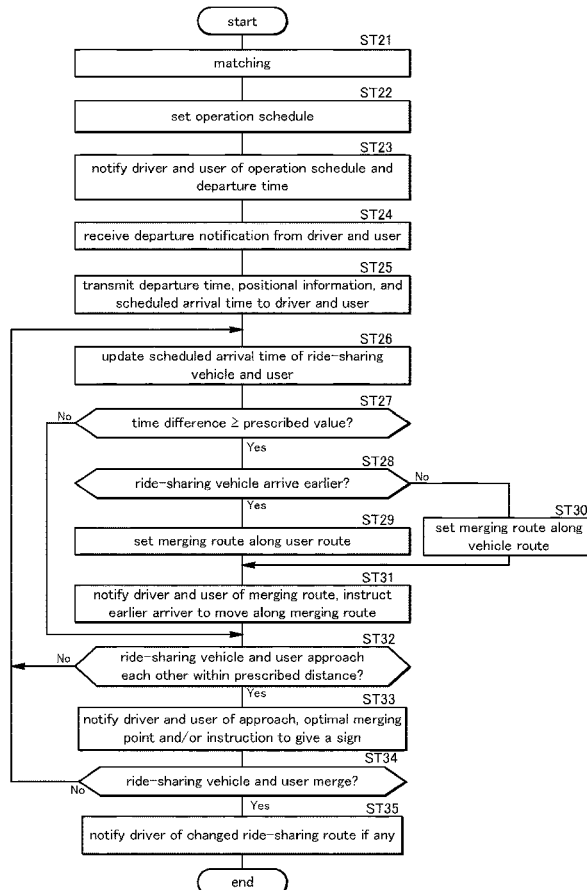 start
ST21
matching
ST22
set operation schedule
ST23
notify driver and user of operation schedule and
departure time
ST24
receive departure notification from driver and user
ST25
transmit departure time, positional information, and
scheduled arrival time to driver and user
ST26
update scheduled arrival time of ride-sharing
vehicle and user
ST27
No
time difference ≥ prescribed value?
Yes
ST28
ride-sharing vehicle arrive earlier?
No
Yes
ST29
set merging route along user route
ST30
set merging route along
vehicle route
ST31
notify driver and user of merging route, instruct
earlier arriver to move along merging route
ST32
No
ride-sharing vehicle and user approach
each other within prescribed distance?
Yes
ST33
notify driver and user of approach, optimal merging
point and/or instruction to give a sign
ST34
ride-sharing vehicle and user merge?
No
Yes
ST35
notify driver of changed ride-sharing route if any
end